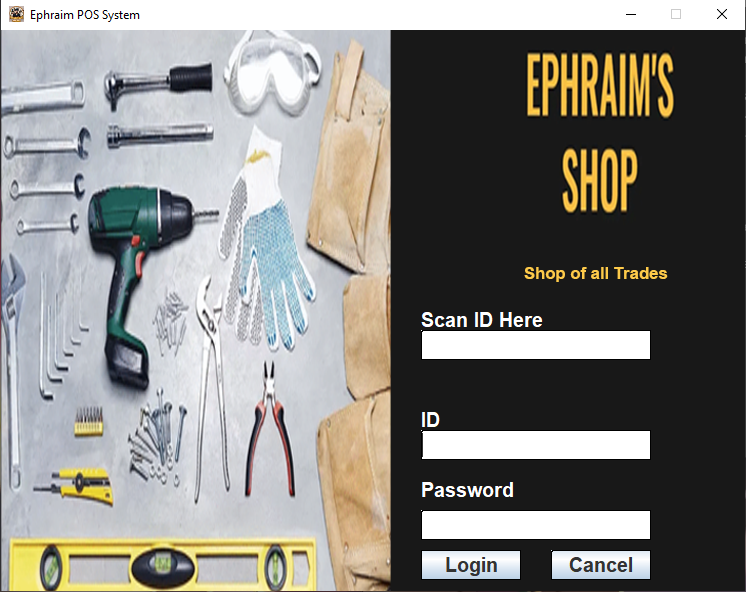 Ephraim POS System
EPHRAIM'S
SHOP
Shop of all Trades
Scan ID Here
ID
Password
Login
Cancel